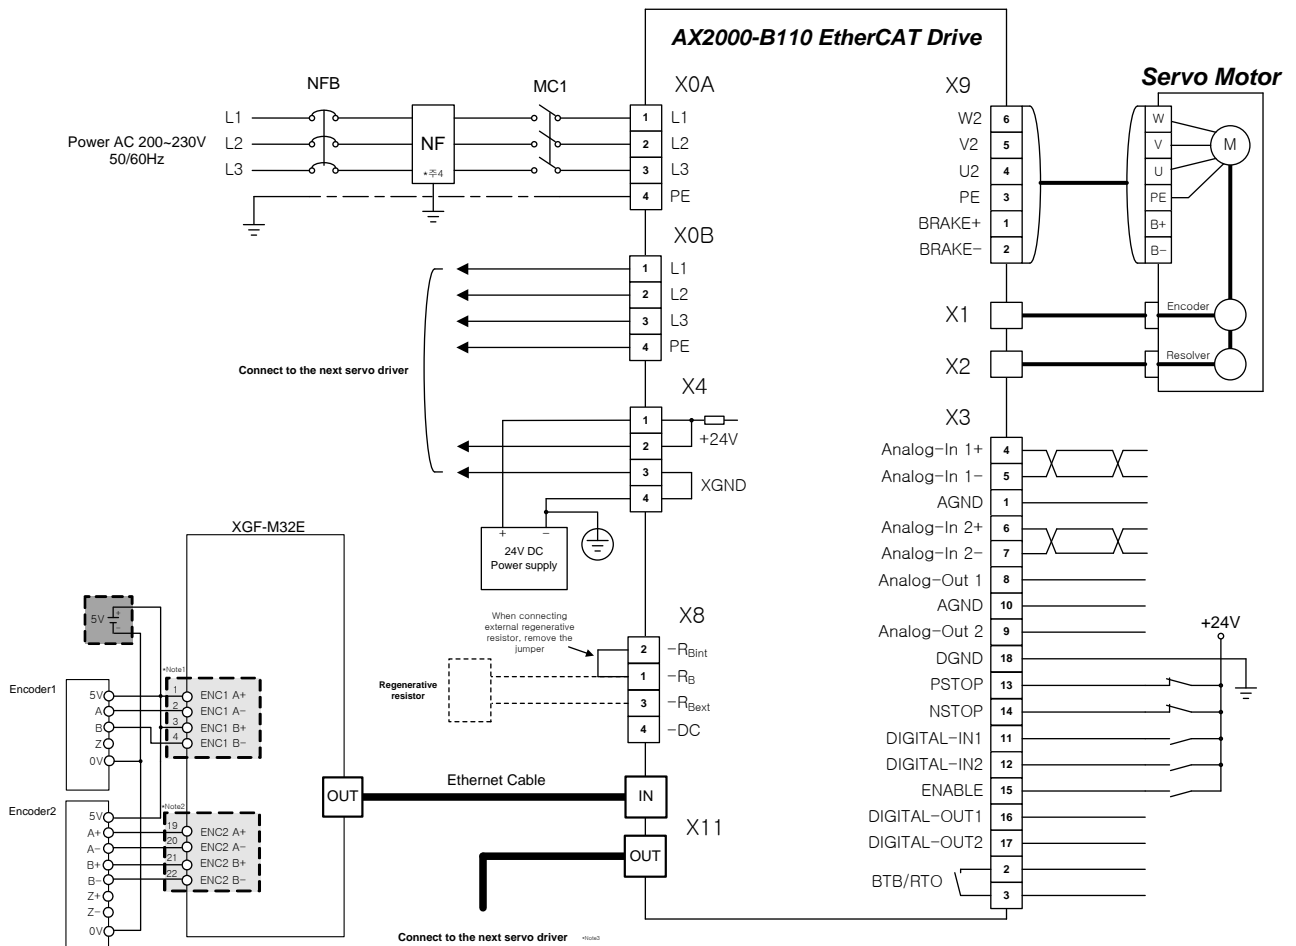 AX2000-B110 EtherCAT Drive
Servo Motor
NFB
MC1
X0A
X9
L1
L2
L3
Power AC 200~230V
50/60Hz
NF
*주4
1 L1
2 L2
3 L3
4 PE
X0B
1 L1
2 L2
3 L3
4 PE
Connect to the next servo driver
X4
1
2
3
4
+24V
XGND
+ -
24V DC
Power supply
W2 6
V2 5
U2 4
PE 3
BRAKE+ 1
BRAKE- 2
W
V
U
PE
B+
B-
M
X1
Encoder
X2
Resolver
X3
Analog-In 1+ 4
Analog-In 1- 5
AGND 1
Analog-In 2+ 6
Analog-In 2- 7
Analog-Out 1 8
AGND 10
Analog-Out 2 9
DGND 18
PSTOP 13
NSTOP 14
DIGITAL-IN1 11
DIGITAL-IN2 12
ENABLE 15
DIGITAL-OUT1 16
DIGITAL-OUT2 17
BTB/RTO
2
3
+24V
X8
When connecting
external regenerative
resistor, remove the
jumper
2 -RBint
1 -RB
3 -RBext
4 -DC
Regenerative
resistor
XGF-M32E
5V
+
-
*Note1
Encoder1
5V
A
B
Z
0V
1 ENC1 A+
2 ENC1 A-
3 ENC1 B+
4 ENC1 B-
OUT
Ethernet Cable
IN
X11
OUT
*Note2
Encoder2
5V
A+
A-
B+
B-
Z+
Z-
0V
19 ENC2 A+
20 ENC2 A-
21 ENC2 B+
22 ENC2 B-
Connect to the next servo driver *Note3